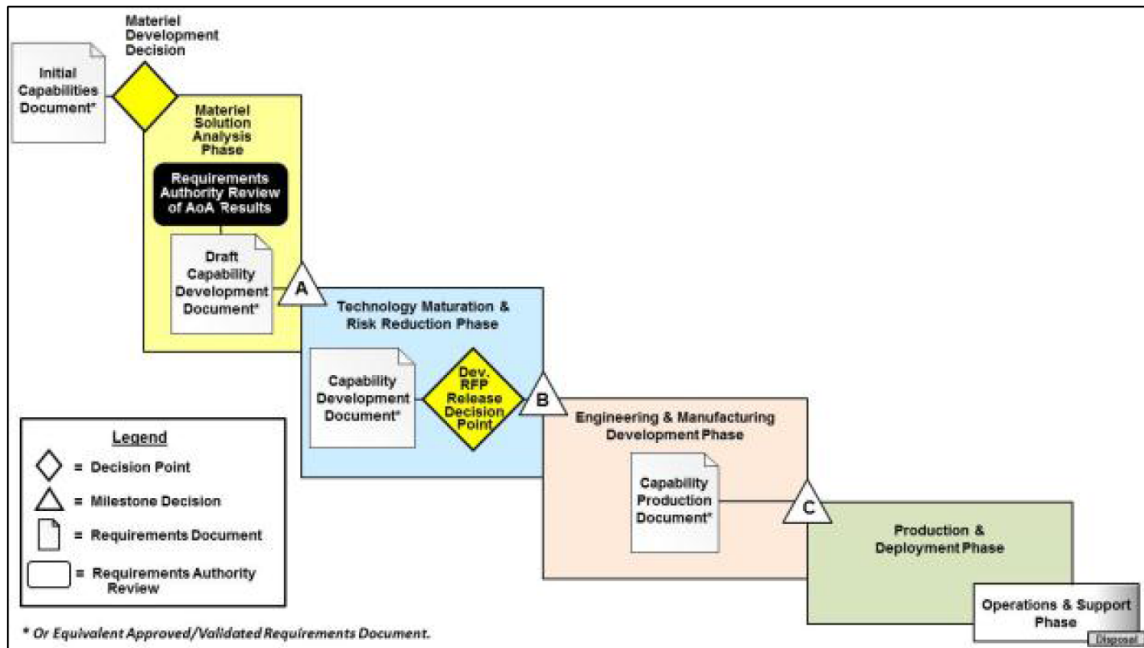 Materiel
Development
Decision
Initial
Capabilities
Document*
Materiel
Solution
Analysis
Phase
Requirements
Authority Review
of AoA Results
Draft
Capability
Development
Document*
A
Technology Maturation &
Risk Reduction Phase
Capability
Development
Document*
Dev.
RFP
Release
Decision
Point
B
Engineering & Manufacturing
Development Phase
Capability
Production
Document*
C
Production &
Deployment Phase
Operations & Support
Phase
Disposal
Legend
= Decision Point
= Milestone Decision
= Requirements Document
= Requirements Authority
Review
* Or Equivalent Approved/Validated Requirements Document.